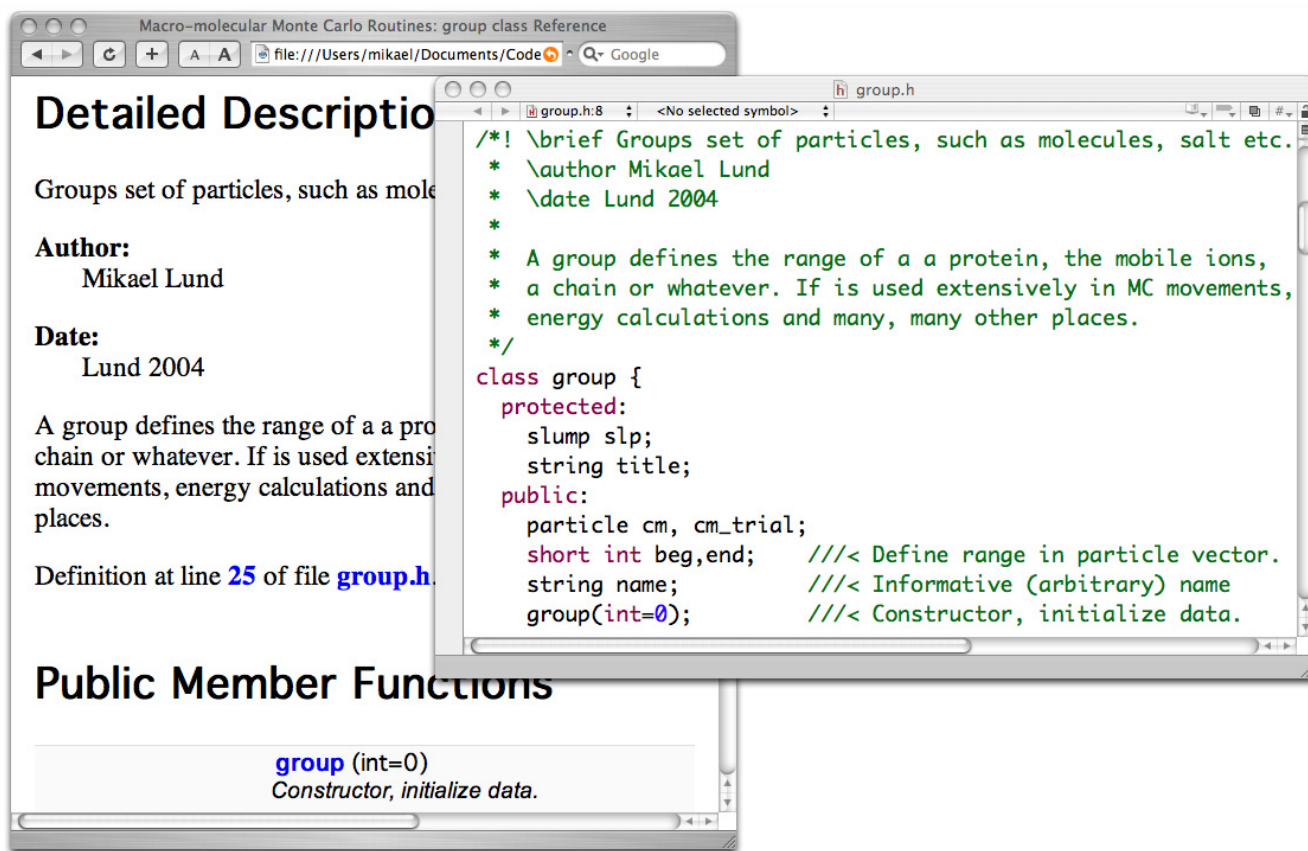 Macro-molecular Monte Carlo Routines: group class Reference
A A file:///Users/mikael/Documents/Code Google
Detailed Descriptio
Groups set of particles, such as mole
Author:
Mikael Lund
Date:
Lund 2004
A group defines the range of a a pro
chain or whatever. If is used extensi
movements, energy calculations and
places.
Definition at line 25 of file group.h.
Public Member Functions
group (int=0)
Constructor, initialize data.
group.h
group.h:8 <No selected symbol> #
/*! \brief Groups set of particles, such as molecules, salt etc.
* \author Mikael Lund
* \date Lund 2004
*
* A group defines the range of a a protein, the mobile ions,
* a chain or whatever. If is used extensively in MC movements,
* energy calculations and many, many other places.
*/
class group {
protected:
slump slp;
string title;
public:
particle cm, cm_trial;
short int beg,end; ///< Define range in particle vector.
string name; ///< Informative (arbitrary) name
group(int=0); ///< Constructor, initialize data.